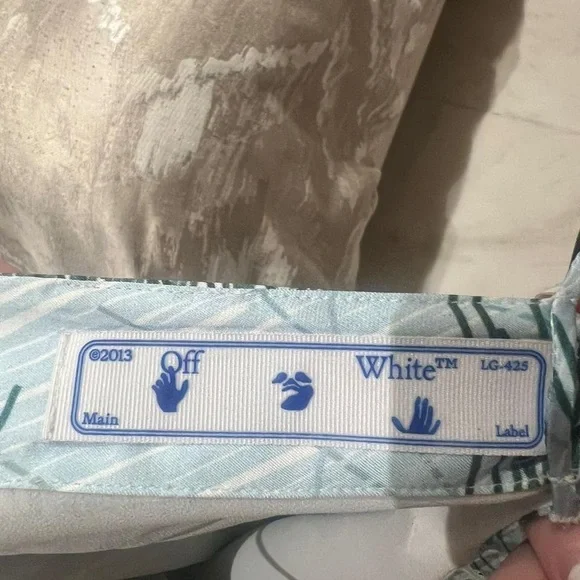 ©2013 Off White™ LG-425
Main Label